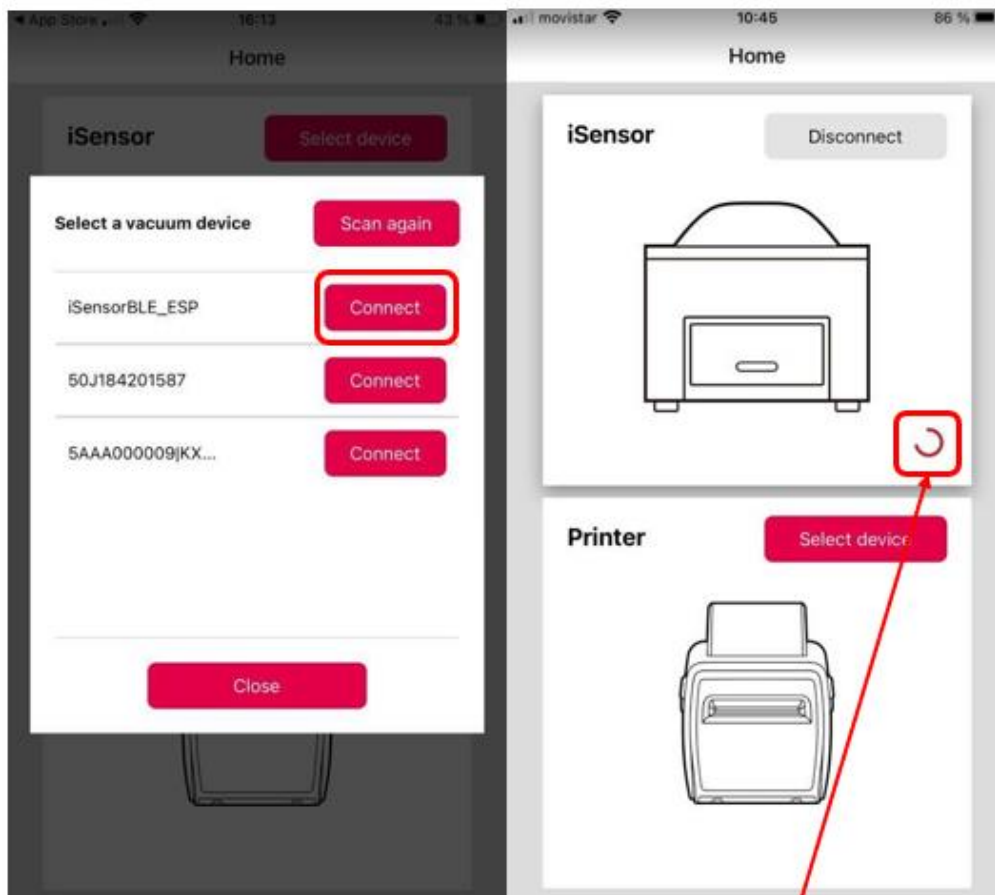 App Store 16:13 43 %
Home
iSensor Select device
Select a vacuum device Scan again
iSensorBLE_ESP Connect
50J184201587 Connect
5AAA000009|KX... Connect
Close
movistar 10:45 86 %
Home
iSensor Disconnect
Printer Select device